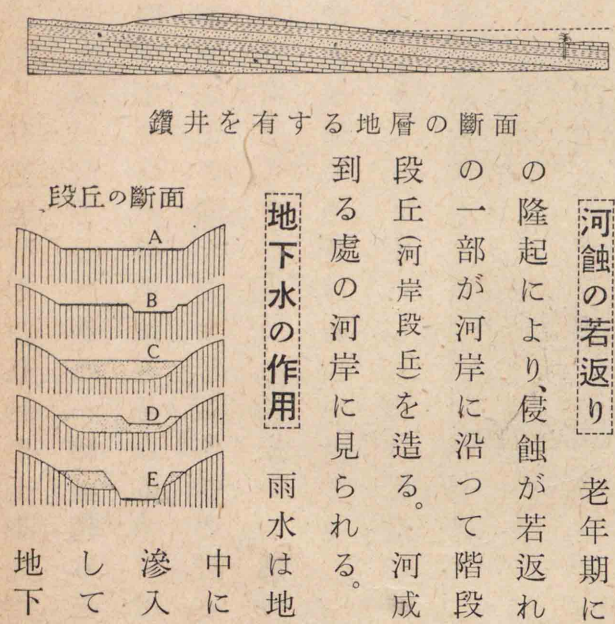 鑽井を有する地層の斷面
河蝕の若返り 老年期に
の隆起により、侵蝕が若返れ
の一部が河岸に沿つて階段
段丘(河岸段丘)を造る。 河成
到る處の河岸に見られる。
地下水の作用 雨水は地
中に
滲入
して
地下
段丘の斷面
A
B
C
D
E